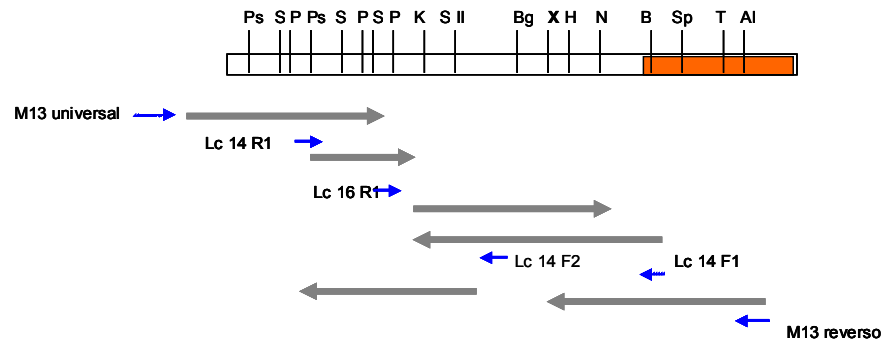 Ps S P Ps S P S P K S II Bg X H N B Sp T Al
M13 universal
Lc 14 R1
Lc 16 R1
Lc 14 F2
Lc 14 F1
M13 reverso